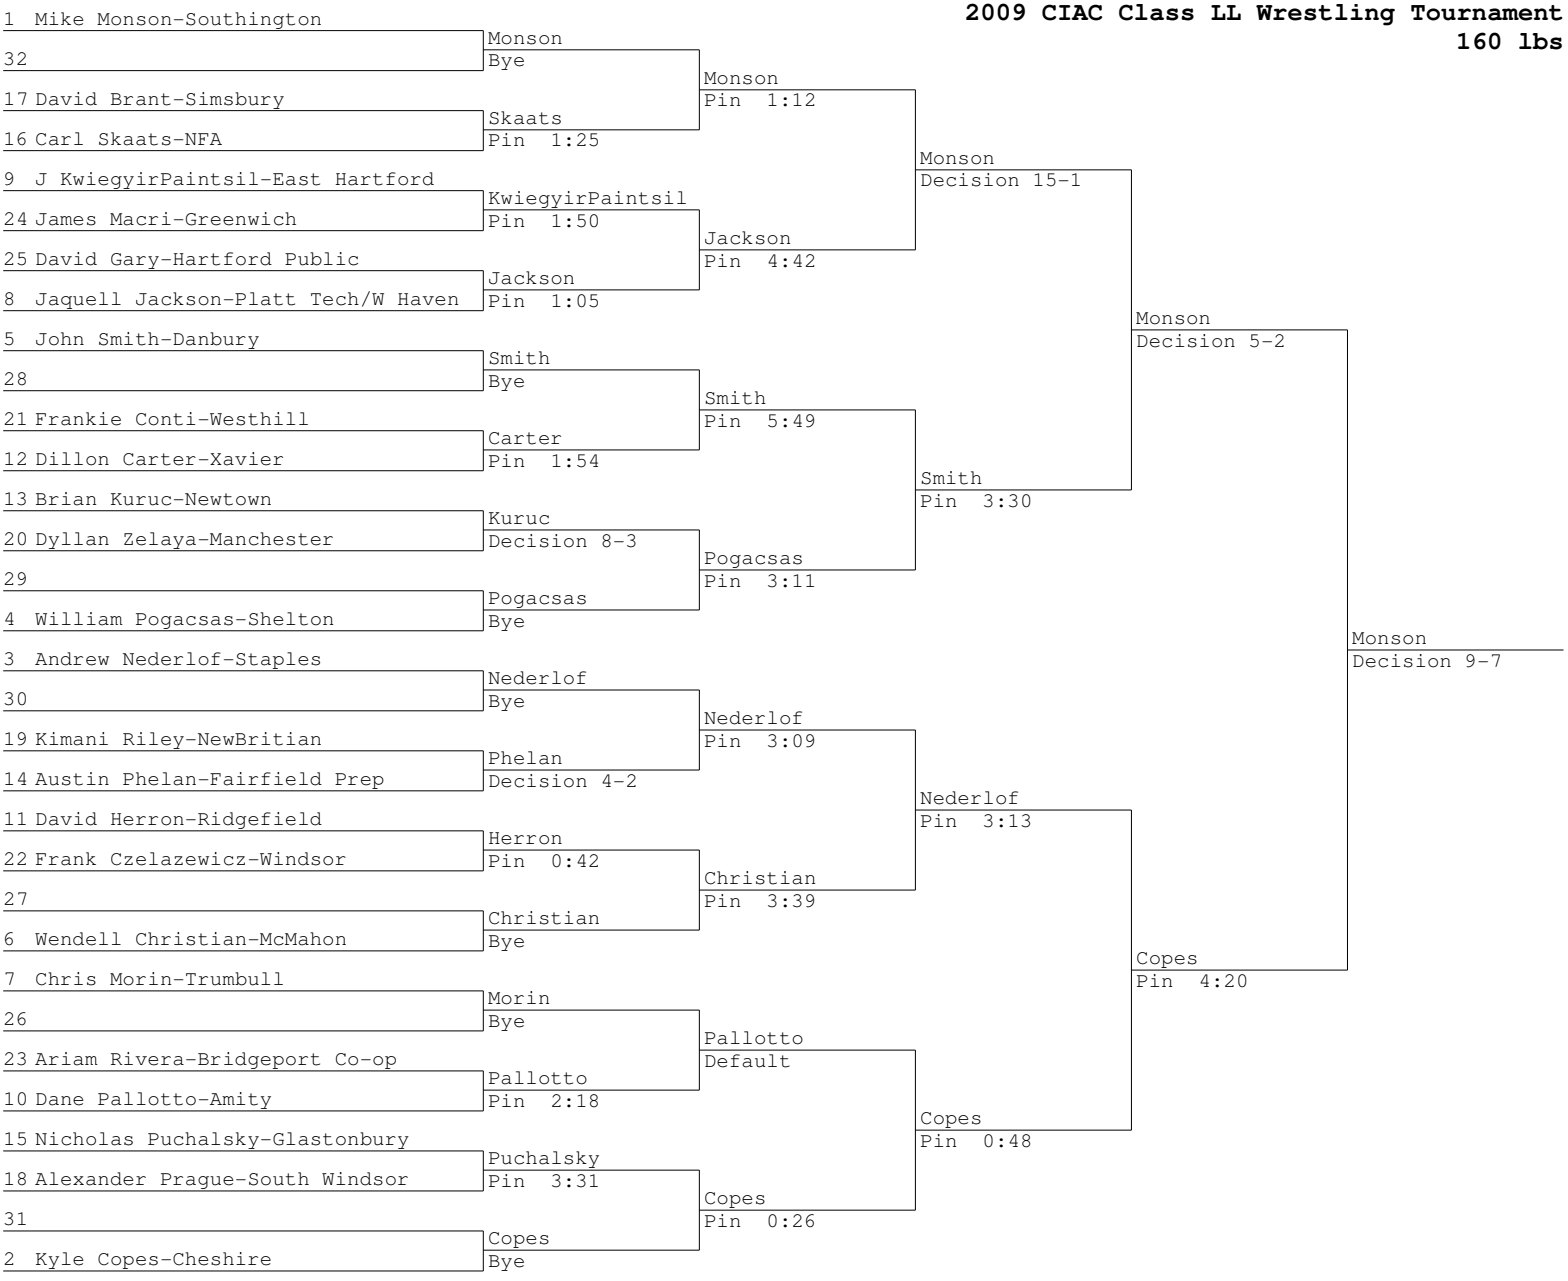 2009 CIAC Class LL Wrestling Tournament
160 lbs
1 Mike Monson-Southington
32
17 David Brant-Simsbury
16 Carl Skaats-NFA
9 J KwiegyirPaintsil-East Hartford
24 James Macri-Greenwich
25 David Gary-Hartford Public
8 Jaquell Jackson-Platt Tech/W Haven
5 John Smith-Danbury
28
21 Frankie Conti-Westhill
12 Dillon Carter-Xavier
13 Brian Kuruc-Newtown
20 Dyllan Zelaya-Manchester
29
4 William Pogacsas-Shelton
3 Andrew Nederlof-Staples
30
19 Kimani Riley-NewBritian
14 Austin Phelan-Fairfield Prep
11 David Herron-Ridgefield
22 Frank Czelazewicz-Windsor
27
6 Wendell Christian-McMahon
7 Chris Morin-Trumbull
26
23 Ariam Rivera-Bridgeport Co-op
10 Dane Pallotto-Amity
15 Nicholas Puchalsky-Glastonbury
18 Alexander Prague-South Windsor
31
2 Kyle Copes-Cheshire
Monson
Bye
Skaats
Pin 1:25
KwiegyirPaintsil
Pin 1:50
Jackson
Pin 1:05
Smith
Bye
Carter
Pin 1:54
Kuruc
Decision 8-3
Pogacsas
Bye
Nederlof
Bye
Phelan
Decision 4-2
Herron
Pin 0:42
Christian
Bye
Morin
Bye
Pallotto
Pin 2:18
Puchalsky
Pin 3:31
Copes
Bye
Monson
Pin 1:12
Jackson
Pin 4:42
Smith
Pin 5:49
Pogacsas
Pin 3:11
Nederlof
Pin 3:09
Christian
Pin 3:39
Pallotto
Default
Copes
Pin 0:26
Monson
Decision 15-1
Smith
Pin 3:30
Nederlof
Pin 3:13
Copes
Pin 0:48
Monson
Decision 5-2
Copes
Pin 4:20
Monson
Decision 9-7